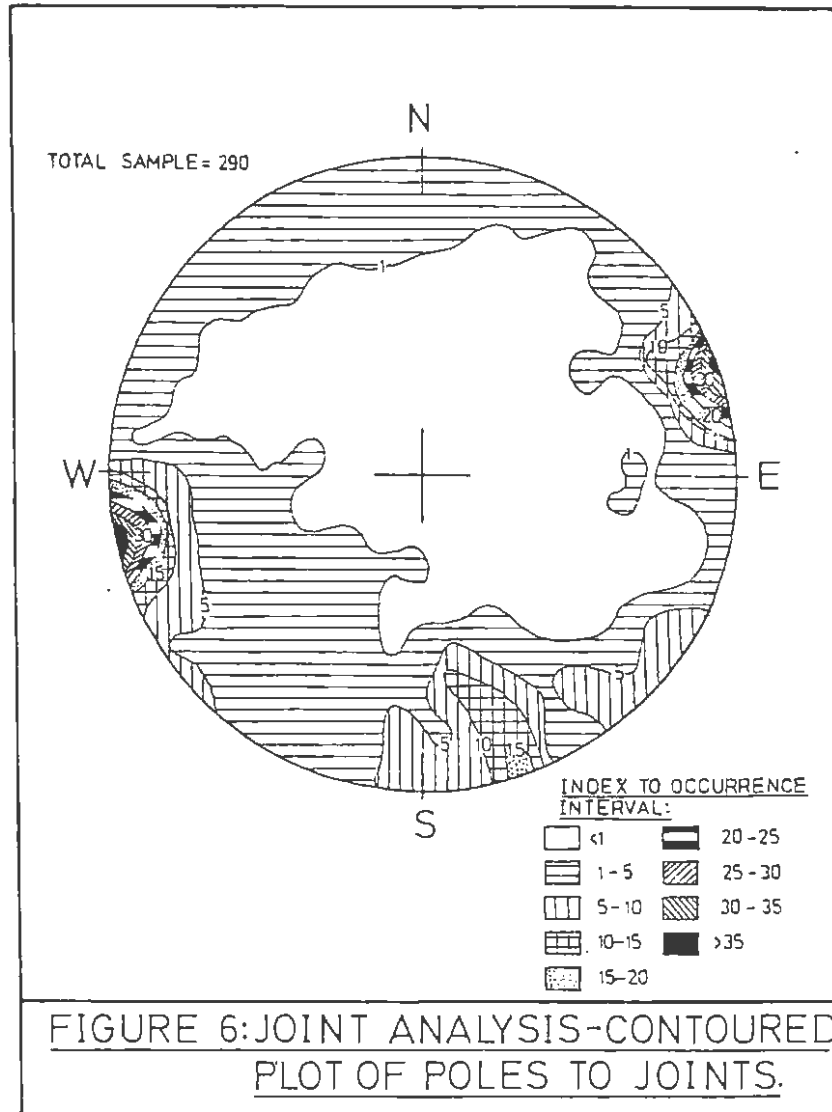 N
TOTAL SAMPLE = 290
1
5
10
W
1
E
15
5
5
5
10
15
S
INDEX TO OCCURRENCE
INTERVAL:
<1
20-25
1-5
25-30
5-10
30-35
10-15
>35
15-20
FIGURE 6: JOINT ANALYSIS-CONTOURED
PLOT OF POLES TO JOINTS.